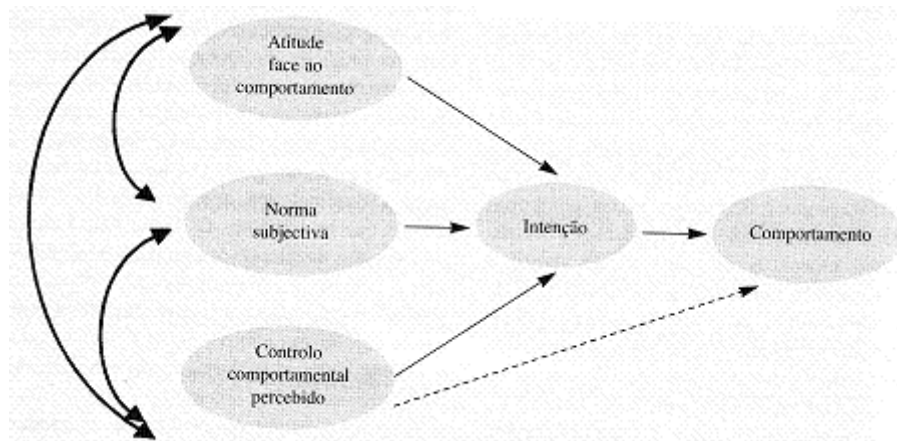 Atitude
face ao
comportamento
Norma
subjectiva
Intenção
Comportamento
Controlo
comportamental
percebido